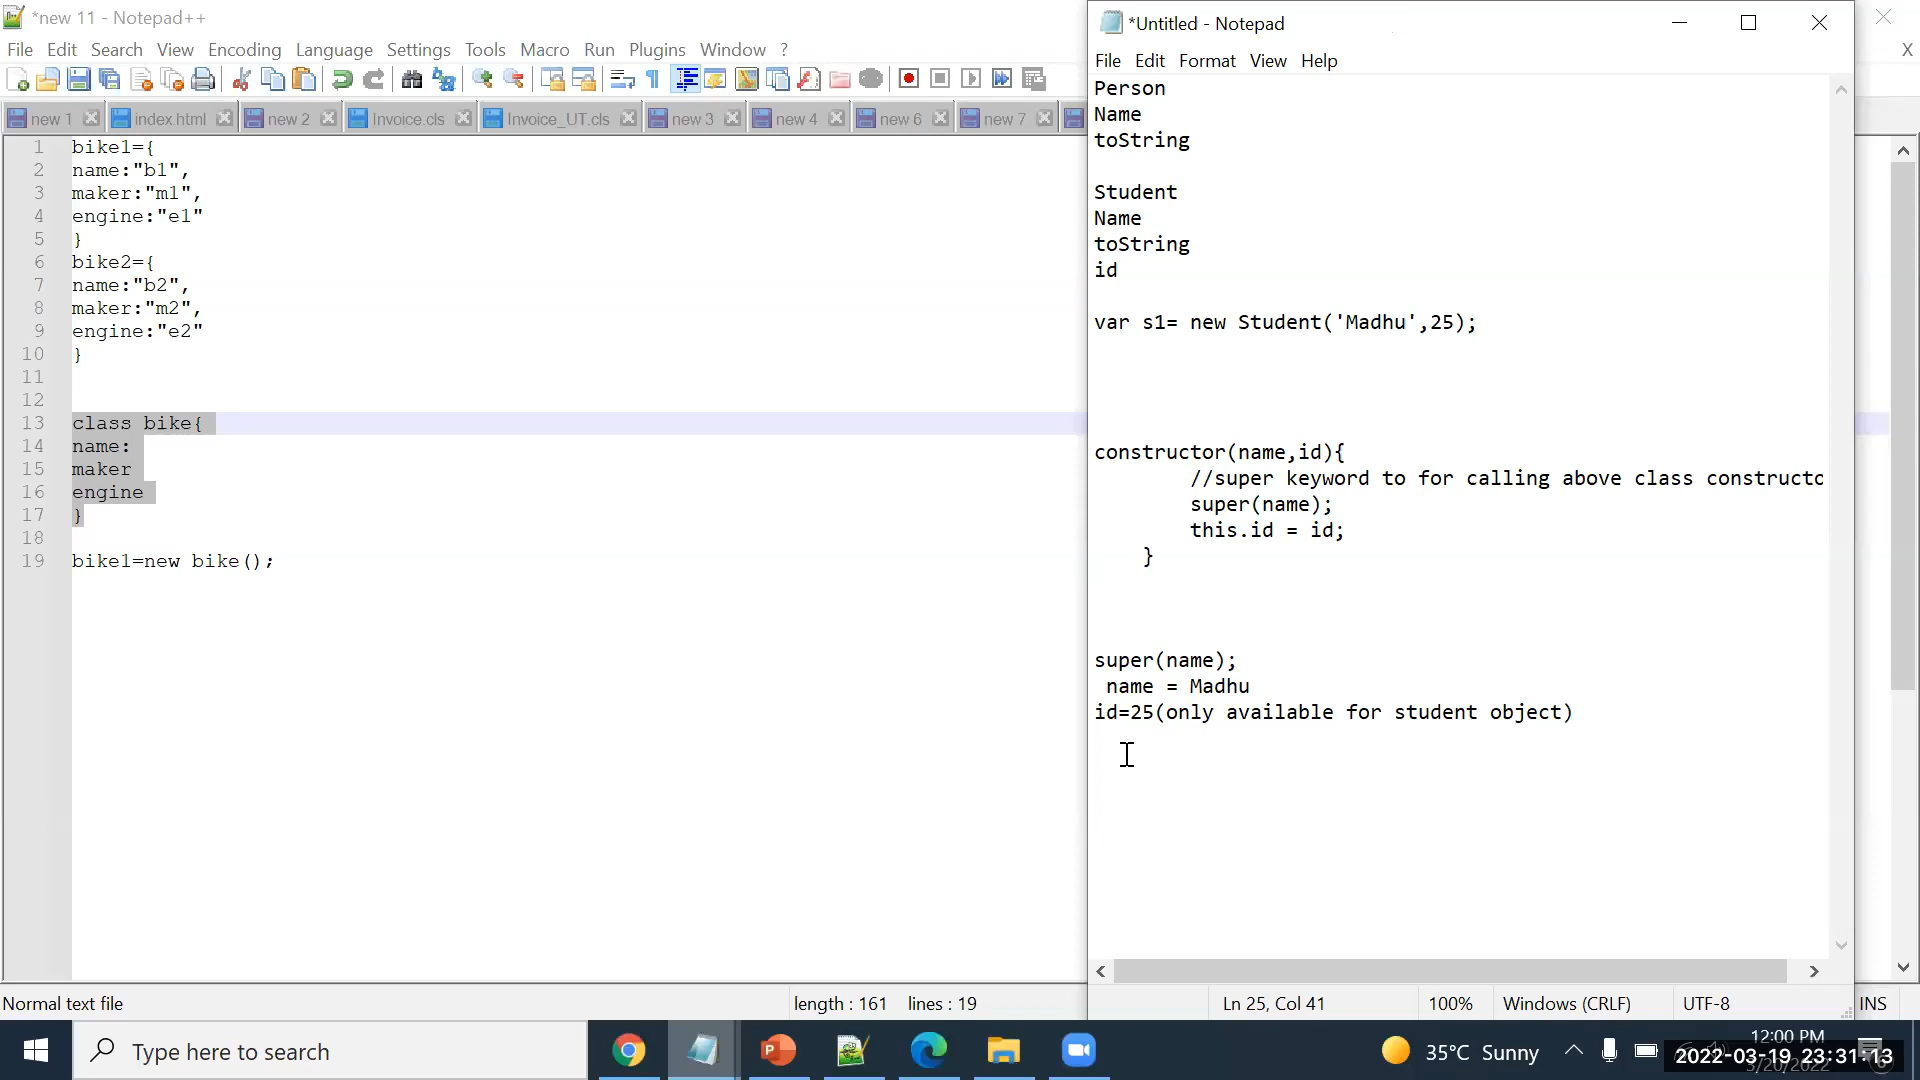 *new 11 - Notepad++
File Edit Search View Encoding Language Settings Tools Macro Run Plugins Window ?
X
new 1 index.html new 2 Invoice.cls Invoice_UT.cls new 3 new 4 new 6 new 7
1 bike1={
2 name:"b1",
3 maker:"m1",
4 engine:"e1"
5 }
6 bike2={
7 name:"b2",
8 maker:"m2",
9 engine:"e2"
10 }
11
12
13 class bike{
14 name:
15 maker
16 engine
17 }
18
19 bike1=new bike();
Normal text file length : 161 lines : 19 INS
*Untitled - Notepad
File Edit Format View Help
Person
Name
toString
Student
Name
toString
id
var s1= new Student('Madhu',25);
constructor(name,id){
//super keyword to for calling above class constructo
super(name);
this.id = id;
}
super(name);
name = Madhu
id=25(only available for student object)
Ln 25, Col 41 100% Windows (CRLF) UTF-8
Type here to search
35°C Sunny
12:00 PM
3/20/2022
2022-03-19 23:31:13